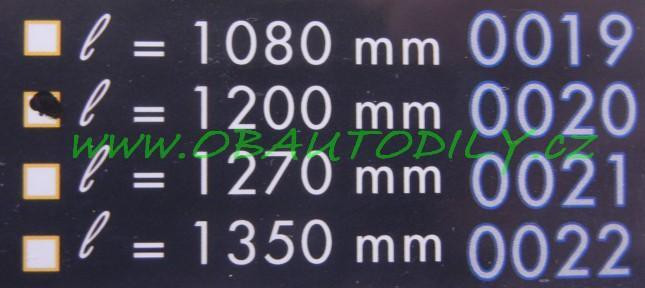 ℓ = 1080 mm 0019
ℓ = 1200 mm 0020
www.OBAUTODILY.cz
ℓ = 1270 mm 0021
ℓ = 1350 mm 0022